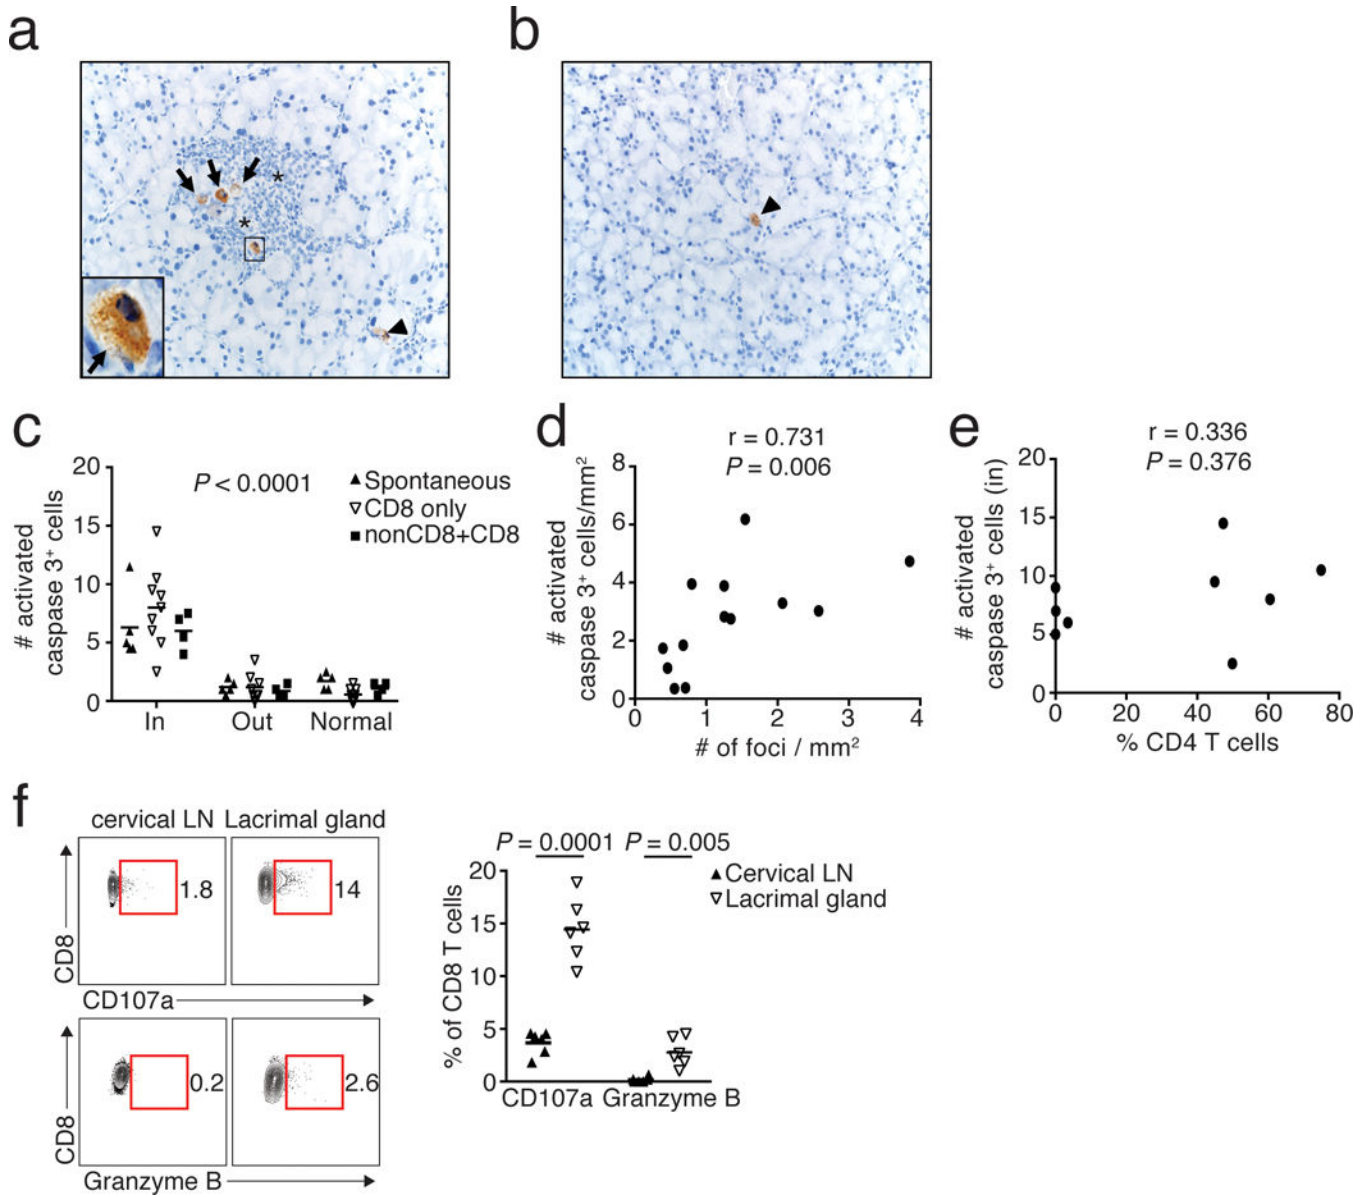 a
b
*
*
c
# activated
caspase 3⁺ cells
20
15
10
5
0
P < 0.0001
▲Spontaneous
▽CD8 only
■nonCD8+CD8
In
Out
Normal
d
r = 0.731
P = 0.006
# activated
caspase 3⁺ cells/mm²
8
6
4
2
0
0
1
2
3
4
# of foci / mm²
e
r = 0.336
P = 0.376
# activated
caspase 3⁺ cells (in)
20
15
10
5
0
0
20
40
60
80
% CD4 T cells
f
cervical LN
Lacrimal gland
1.8
14
CD8
CD107a
0.2
2.6
CD8
Granzyme B
P = 0.0001
P = 0.005
% of CD8 T cells
20
15
10
5
0
▲Cervical LN
▽Lacrimal gland
CD107a
Granzyme B